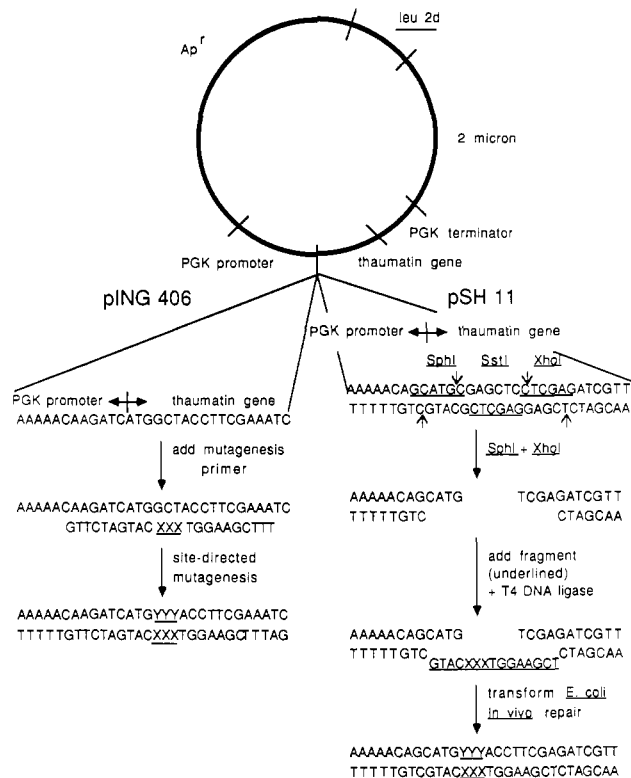 leu 2d
Ap r
2 micron
PGK terminator
PGK promoter
thaumatin gene
pING 406
pSH 11
PGK promoter thaumatin gene
SphI SstI XhoI
AAAAACAGCATGCGAGCTCCTCGAGATCGTT
TTTTTGTCGTACGCTCGAGGAGCTCTAGCAA
SphI + XhoI
AAAAACAGCATG TCGAGATCGTT
TTTTTGTC CTAGCAA
add fragment
(underlined)
+ T4 DNA ligase
AAAAACAGCATG TCGAGATCGTT
TTTTTGTC CTAGCAA
GTACXXXTGGAAGCT
transform E. coli
in vivo repair
AAAAACAGCATGYYYACCTTCGAGATCGTT
TTTTTGTCGTACXXXTGGAAGCTCTAGCAA
PGK promoter thaumatin gene
AAAAACAAGATCATGGCTACCTTCGAAATC
add mutagenesis
primer
AAAAACAAGATCATGGCTACCTTCGAAATC
GTTCTAGTAC XXX TGGAAGCTTT
site-directed
mutagenesis
AAAAACAAGATCATGYYYACCTTCGAAATC
TTTTTGTTCTAGTACXXXTGGAAGCTTTAG